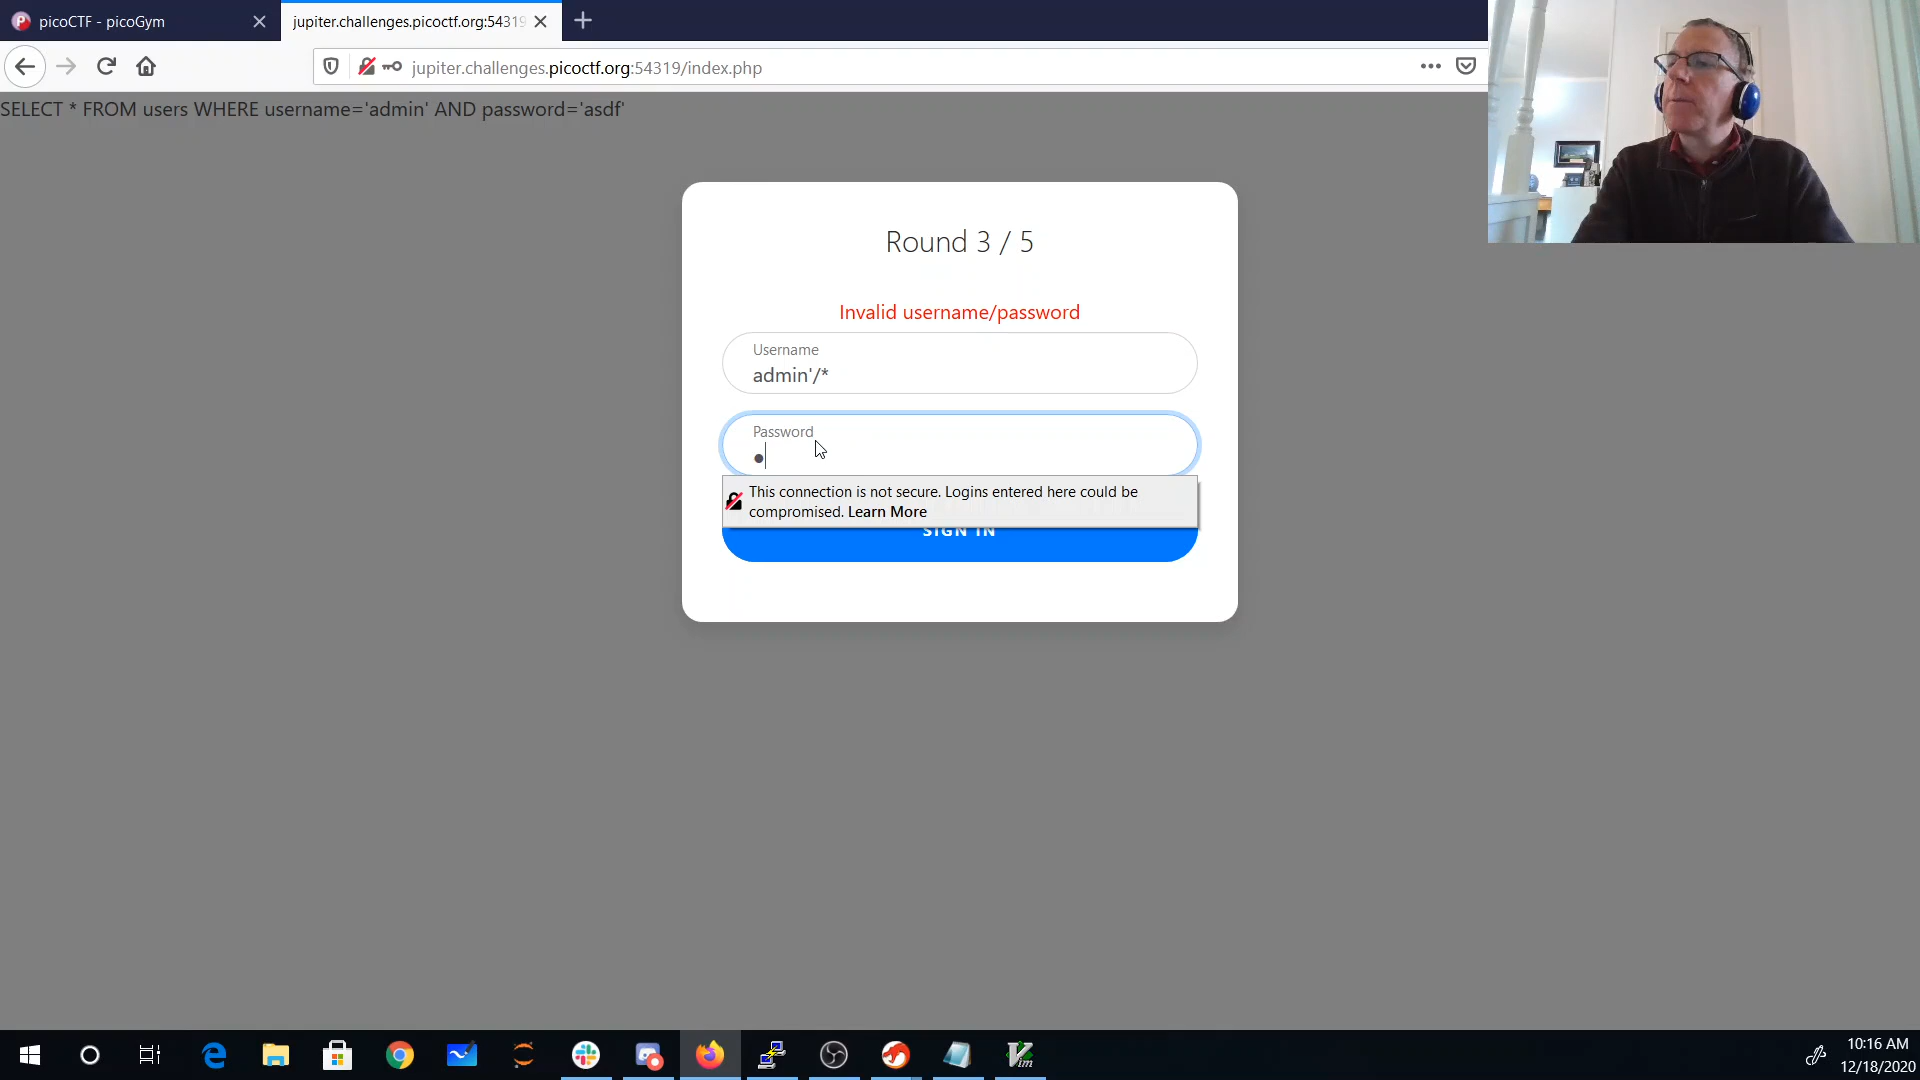 picoCTF - picoGym
jupiter.challenges.picoctf.org:54319
jupiter.challenges.picoctf.org:54319/index.php
SELECT * FROM users WHERE username='admin' AND password='asdf'
Round 3 / 5
Invalid username/password
Username
admin'/*
Password
This connection is not secure. Logins entered here could be
compromised. Learn More
SIGN IN
10:16 AM
12/18/2020